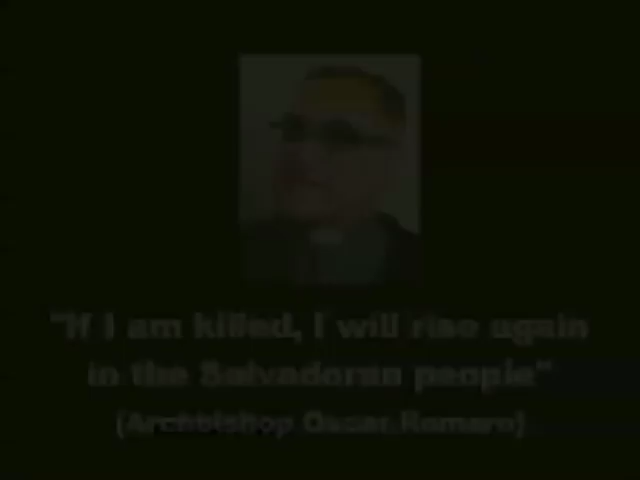 "If I am killed, I will rise again
in the Salvadoran people"
(Archbishop Oscar Romero)